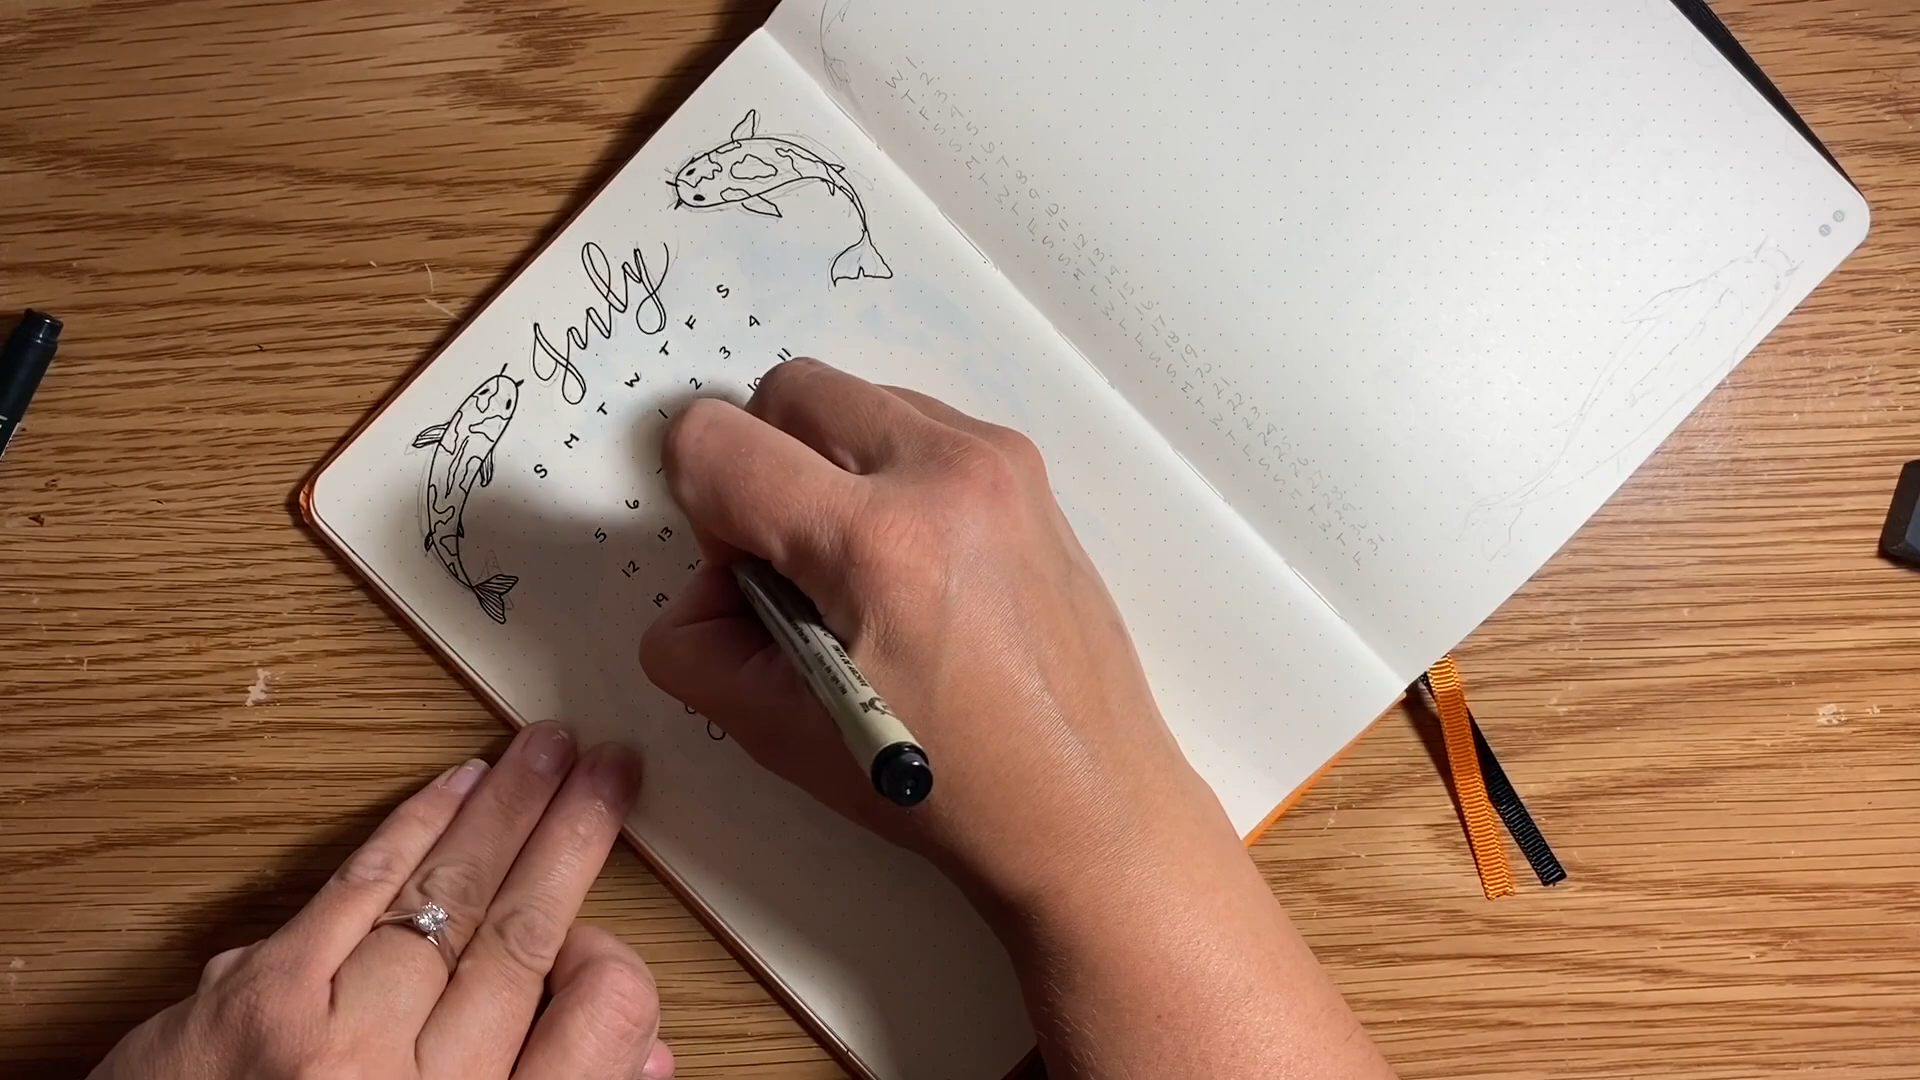 July
S M T W T F S
1 2 3 4
5 6 11
12 13
19
W 1
T 2
F 3
S 4
S 5
M 6
T 7
W 8
T 9
F 10
S 11
S 12
M 13
T 14
W 15
T 16
F 17
S 18
S 19
M 20
T 21
W 22
T 23
F 24
S 25
S 26
M 27
T 28
W 29
T 30
F 31